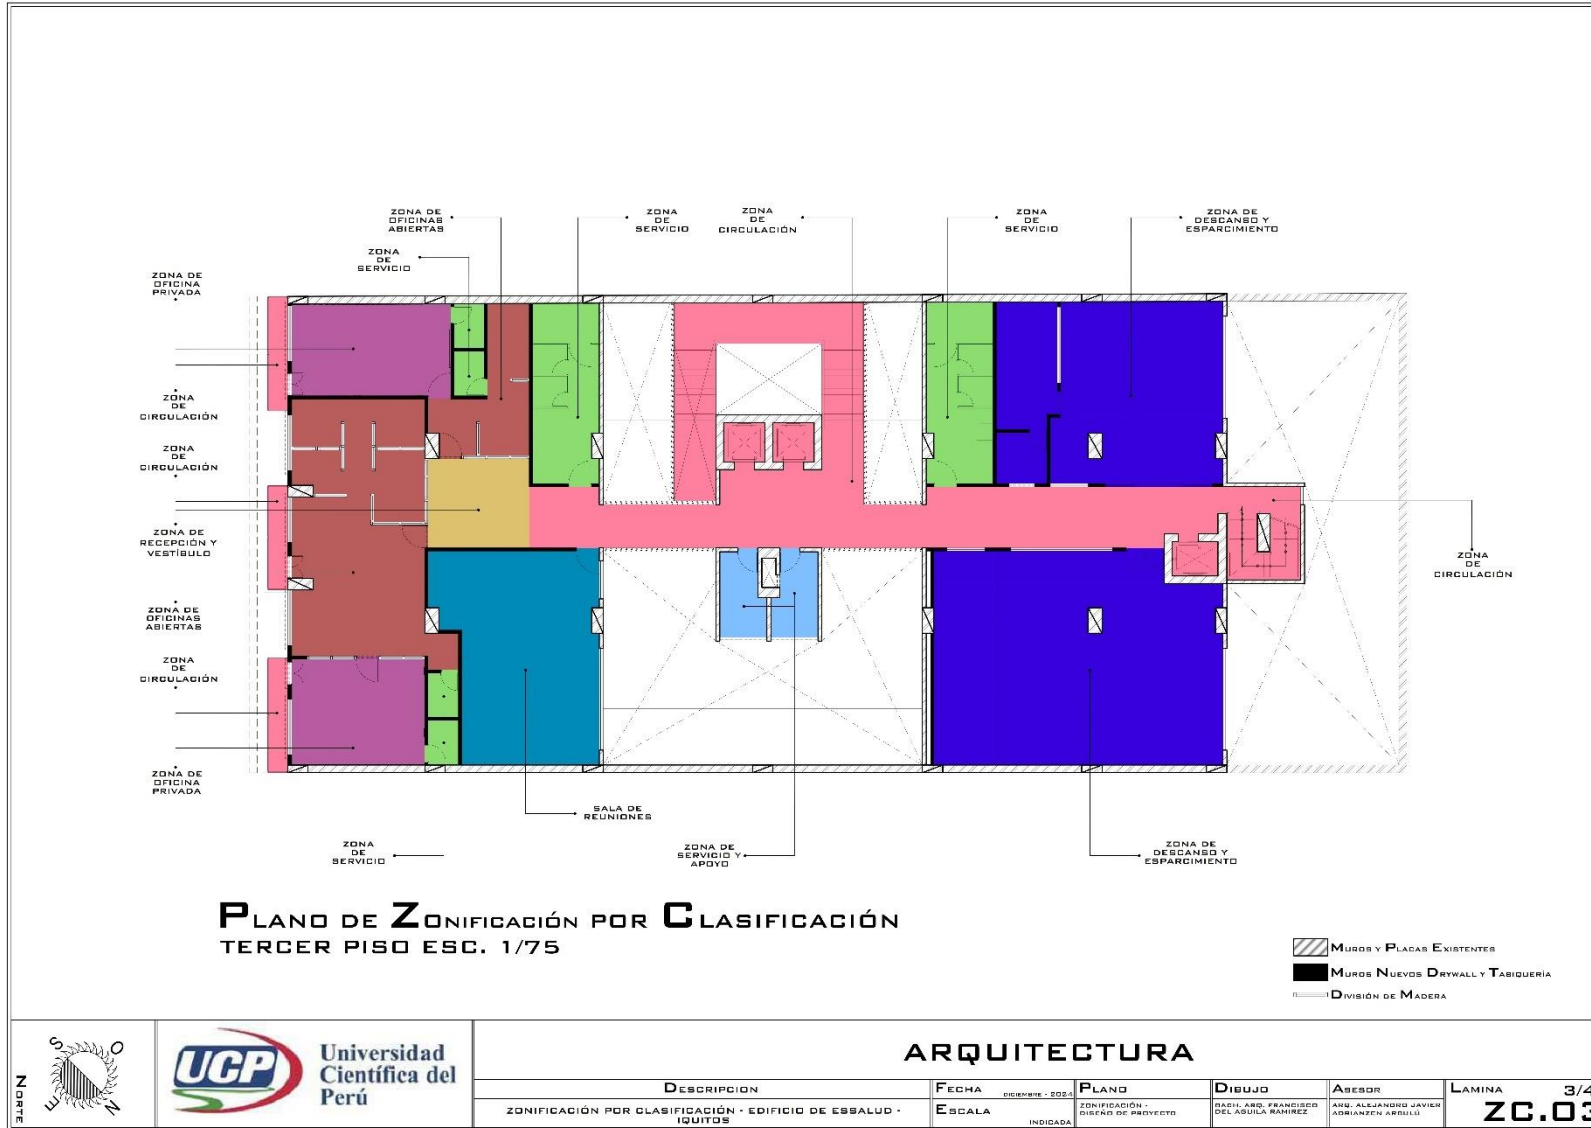 ZONA DE
OFICINAS
ABIERTAS
ZONA
DE
SERVICIO
ZONA
DE
CIRCULACIÓN
ZONA
DE
SERVICIO
ZONA DE
DESCANSO Y
ESPARCIMIENTO
ZONA
DE
SERVICIO
ZONA DE
OFICINA
PRIVADA
ZONA
DE
CIRCULACIÓN
ZONA
DE
CIRCULACIÓN
ZONA DE
RECEPCIÓN Y
VESTÍBULO
ZONA
DE
CIRCULACIÓN
ZONA DE
OFICINAS
ABIERTAS
ZONA
DE
CIRCULACIÓN
ZONA DE
OFICINA
PRIVADA
SALA DE
REUNIONES
ZONA
DE
SERVICIO
ZONA DE
SERVICIO Y
APOYO
ZONA DE
DESCANSO Y
ESPARCIMIENTO
PLANO DE ZONIFICACIÓN POR CLASIFICACIÓN
TERCER PISO ESC. 1/75
MUROS Y PLACAS EXISTENTES
MUROS NUEVOS DRYWALL Y TABIQUERÍA
DIVISIÓN DE MADERA
NORTE
S
O
E
N
UCP
Universidad
Científica del
Perú
ARQUITECTURA
DESCRIPCION
ZONIFICACIÓN POR CLASIFICACIÓN - EDIFICIO DE ESSALUD -
IQUITOS
FECHA
DICIEMBRE - 2024
ESCALA
INDICADA
PLANO
ZONIFICACIÓN -
DISEÑO DE PROYECTO
DIBUJO
BACH. ARQ. FRANCISCO
DEL AGUILA RAMIREZ
ASESOR
ARQ. ALEJANDRO JAVIER
LAMINA
3/4
ZC.03